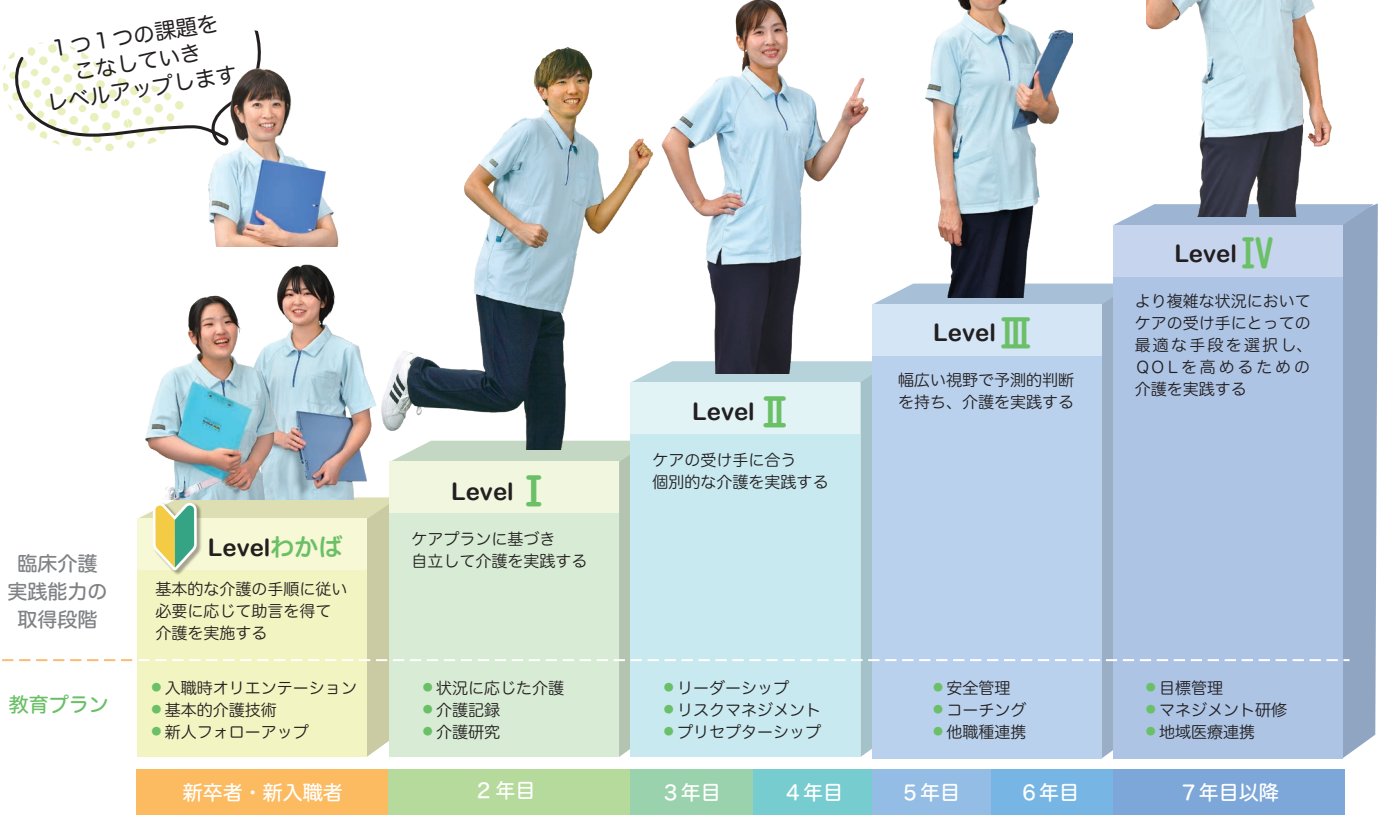 1つ1つの課題を
こなしていき
レベルアップします
臨床介護
実践能力の
取得段階
教育プラン
Levelわかば
基本的な介護の手順に従い
必要に応じて助言を得て
介護を実施する
●入職時オリエンテーション
●基本的介護技術
●新人フォローアップ
新卒者・新入職者
Level Ⅰ
ケアプランに基づき
自立して介護を実践する
●状況に応じた介護
●介護記録
●介護研究
2年目
Level Ⅱ
ケアの受け手に合う
個別的な介護を実践する
●リーダーシップ
●リスクマネジメント
●プリセプターシップ
3年目
4年目
Level Ⅲ
幅広い視野で予測的判断
を持ち、介護を実践する
●安全管理
●コーチング
●他職種連携
5年目
6年目
Level Ⅳ
より複雑な状況において
ケアの受け手にとっての
最適な手段を選択し、
QOLを高めるための
介護を実践する
●目標管理
●マネジメント研修
●地域医療連携
7年目以降